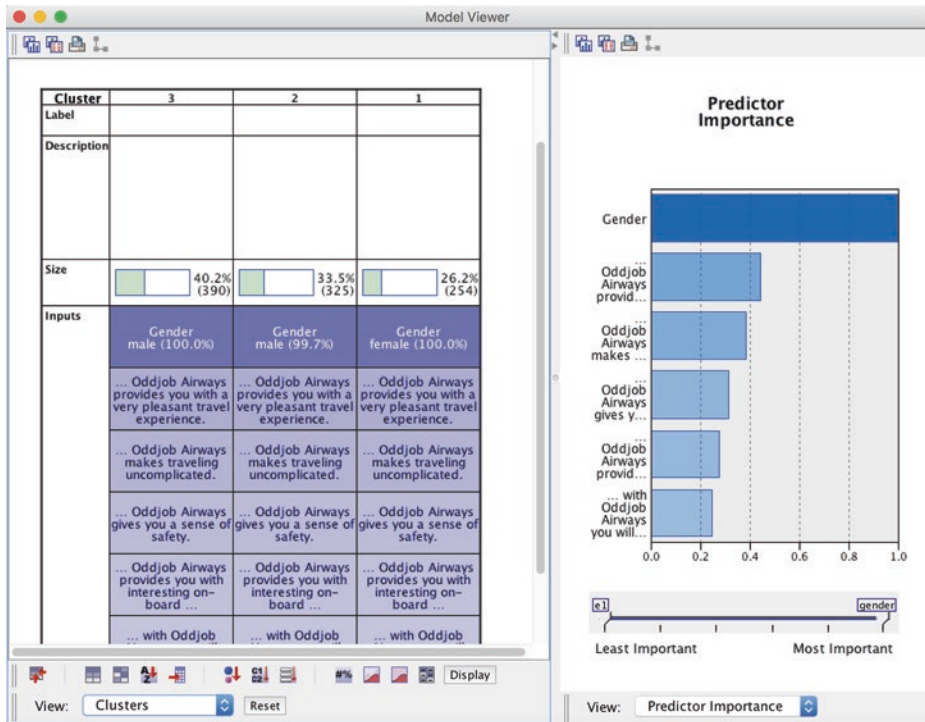 Model Viewer
Cluster 3 2 1
Label
Description
Size
40.2%
(390)
33.5%
(325)
26.2%
(254)
Inputs
Gender
male (100.0%)
Gender
male (99.7%)
Gender
female (100.0%)
... Oddjob Airways
provides you with a
very pleasant travel
experience.
... Oddjob Airways
provides you with a
very pleasant travel
experience.
... Oddjob Airways
provides you with a
very pleasant travel
experience.
... Oddjob Airways
makes traveling
uncomplicated.
... Oddjob Airways
makes traveling
uncomplicated.
... Oddjob Airways
makes traveling
uncomplicated.
... Oddjob Airways
gives you a sense of
safety.
... Oddjob Airways
gives you a sense of
safety.
... Oddjob Airways
gives you a sense of
safety.
... Oddjob Airways
provides you with
interesting on-
board ...
... Oddjob Airways
provides you with
interesting on-
board ...
... Oddjob Airways
provides you with
interesting on-
board ...
... with Oddjob
... with Oddjob
... with Oddjob
#%
Display
View: Clusters Reset
Predictor
Importance
Gender
...
Oddjob
Airways
provid...
...
Oddjob
Airways
makes ...
...
Oddjob
Airways
gives y...
...
Oddjob
Airways
provid...
... with
Oddjob
Airways
you will...
0.0 0.2 0.4 0.6 0.8 1.0
e1 gender
Least Important Most Important
View: Predictor Importance